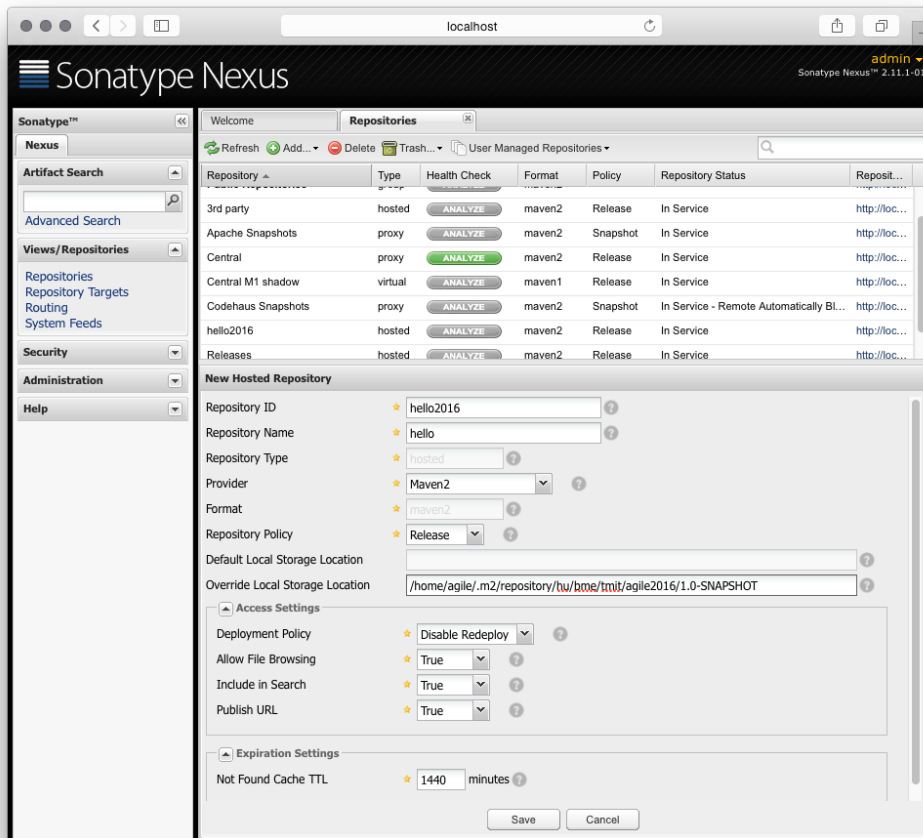 localhost
Sonatype Nexus
admin
Sonatype Nexus™ 2.11.1-01
Sonatype™
Nexus
Artifact Search
Advanced Search
Views/Repositories
Repositories
Repository Targets
Routing
System Feeds
Security
Administration
Help
Welcome
Repositories
Refresh Add... Delete Trash... User Managed Repositories
Repository Type Health Check Format Policy Repository Status Reposit...
Public Repositories group ANALYZE maven2
3rd party hosted ANALYZE maven2 Release In Service http://loc...
Apache Snapshots proxy ANALYZE maven2 Snapshot In Service http://loc...
Central proxy ANALYZE maven2 Release In Service http://loc...
Central M1 shadow virtual ANALYZE maven1 Release In Service http://loc...
Codehaus Snapshots proxy ANALYZE maven2 Snapshot In Service - Remote Automatically Bl... http://loc...
hello2016 hosted ANALYZE maven2 Release In Service http://loc...
Releases hosted ANALYZE maven2 Release In Service http://loc...
New Hosted Repository
Repository ID hello2016
Repository Name hello
Repository Type hosted
Provider Maven2
Format maven2
Repository Policy Release
Default Local Storage Location
Override Local Storage Location /home/agile/.m2/repository/hu/bme/tmit/agile2016/1.0-SNAPSHOT
Access Settings
Deployment Policy Disable Redeploy
Allow File Browsing True
Include in Search True
Publish URL True
Expiration Settings
Not Found Cache TTL 1440 minutes
Save Cancel